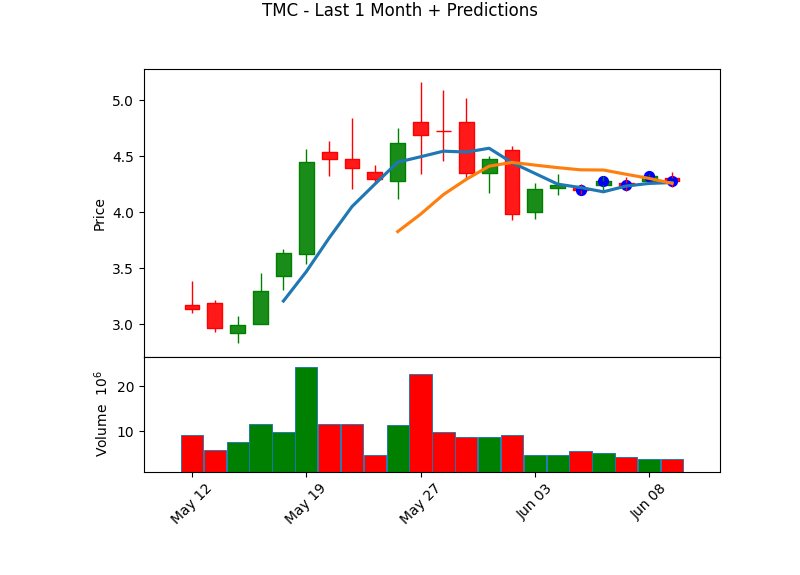 TMC - Last 1 Month + Predictions
5.0
4.5
4.0
3.5
3.0
Price
20
10
Volume 10^6
May 12
May 19
May 27
Jun 03
Jun 08